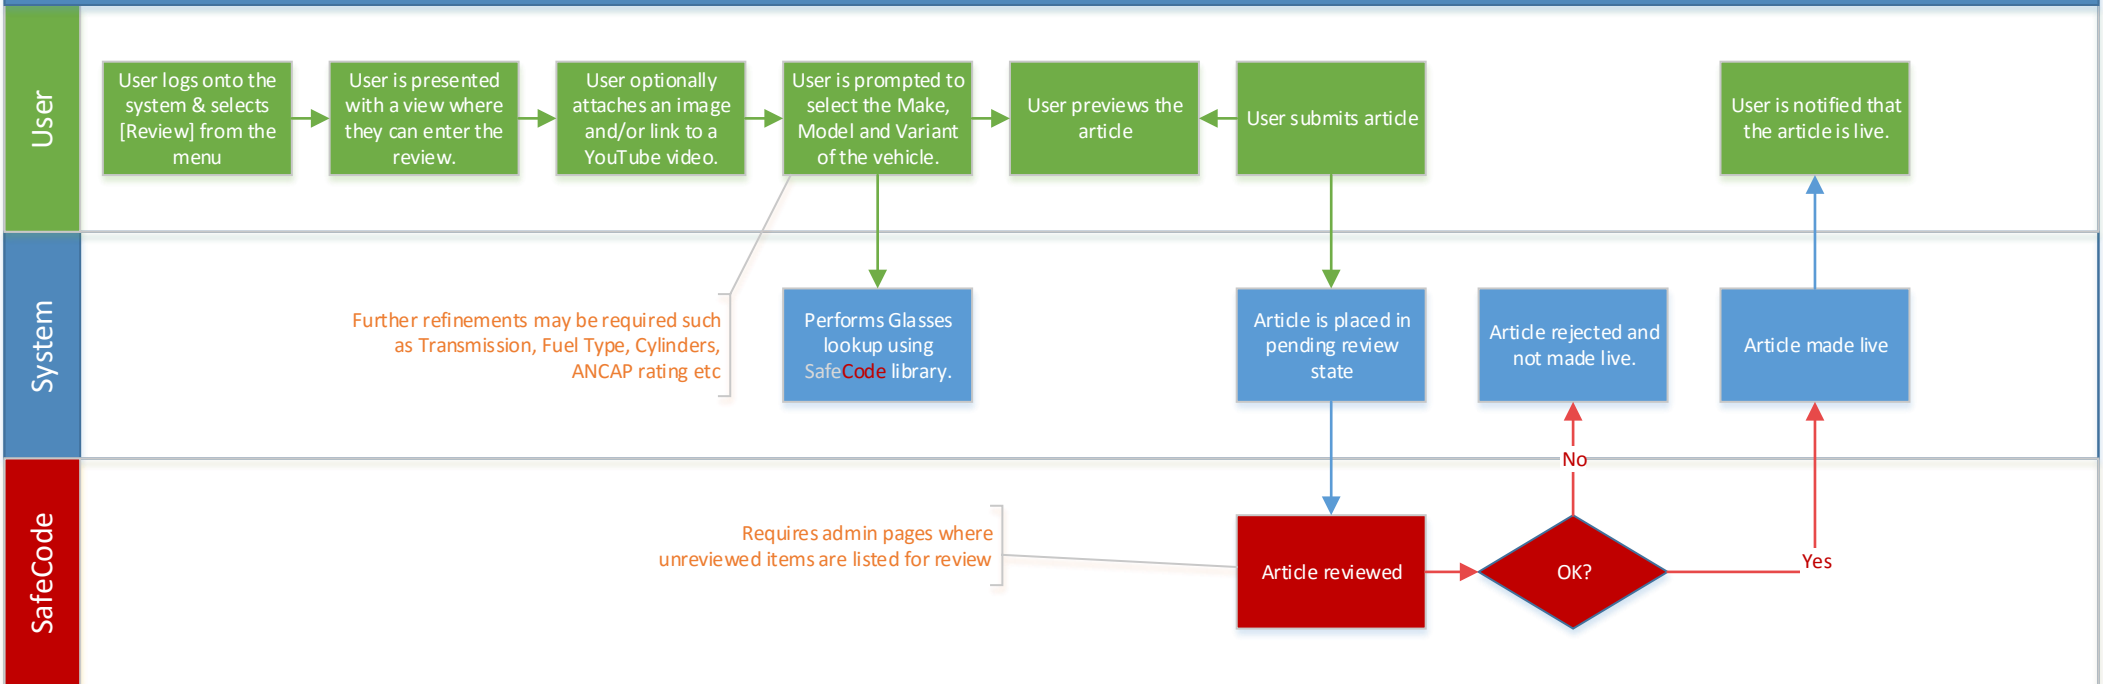 User
User logs onto the
system & selects
[Review] from the
menu
User is presented
with a view where
they can enter the
review.
User optionally
attaches an image
and/or link to a
YouTube video.
User is prompted to
select the Make,
Model and Variant
of the vehicle.
User previews the
article
User submits article
User is notified that
the article is live.
System
Further refinements may be required such
as Transmission, Fuel Type, Cylinders,
ANCAP rating etc
Performs Glasses
lookup using
SafeCode library.
Article is placed in
pending review
state
Article rejected and
not made live.
Article made live
No
SafeCode
Requires admin pages where
unreviewed items are listed for review
Article reviewed
OK?
Yes